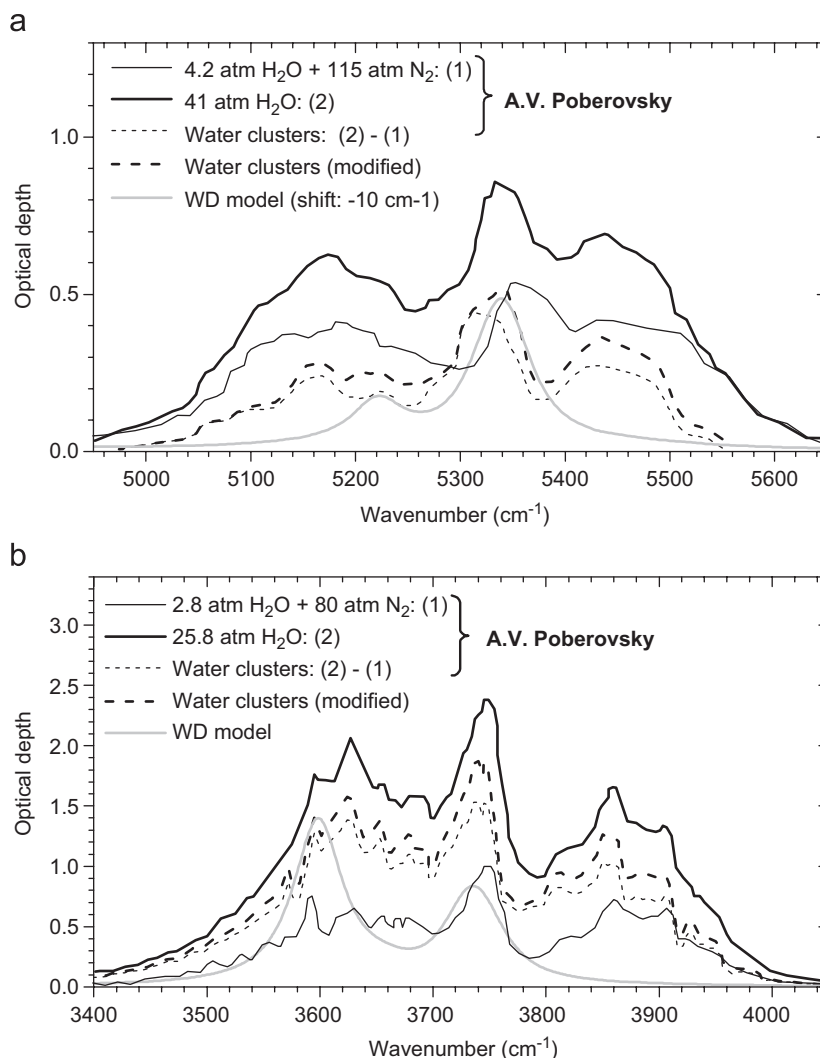 a
4.2 atm H₂O + 115 atm N₂: (1)
41 atm H₂O: (2)
A.V. Poberovsky
Water clusters: (2) - (1)
Water clusters (modified)
WD model (shift: -10 cm-1)
Optical depth
1.0
0.5
0.0
5000 5100 5200 5300 5400 5500 5600
Wavenumber (cm⁻¹)
b
2.8 atm H₂O + 80 atm N₂: (1)
25.8 atm H₂O: (2)
A.V. Poberovsky
Water clusters: (2) - (1)
Water clusters (modified)
WD model
Optical depth
3.0
2.5
2.0
1.5
1.0
0.5
0.0
3400 3500 3600 3700 3800 3900 4000
Wavenumber (cm⁻¹)